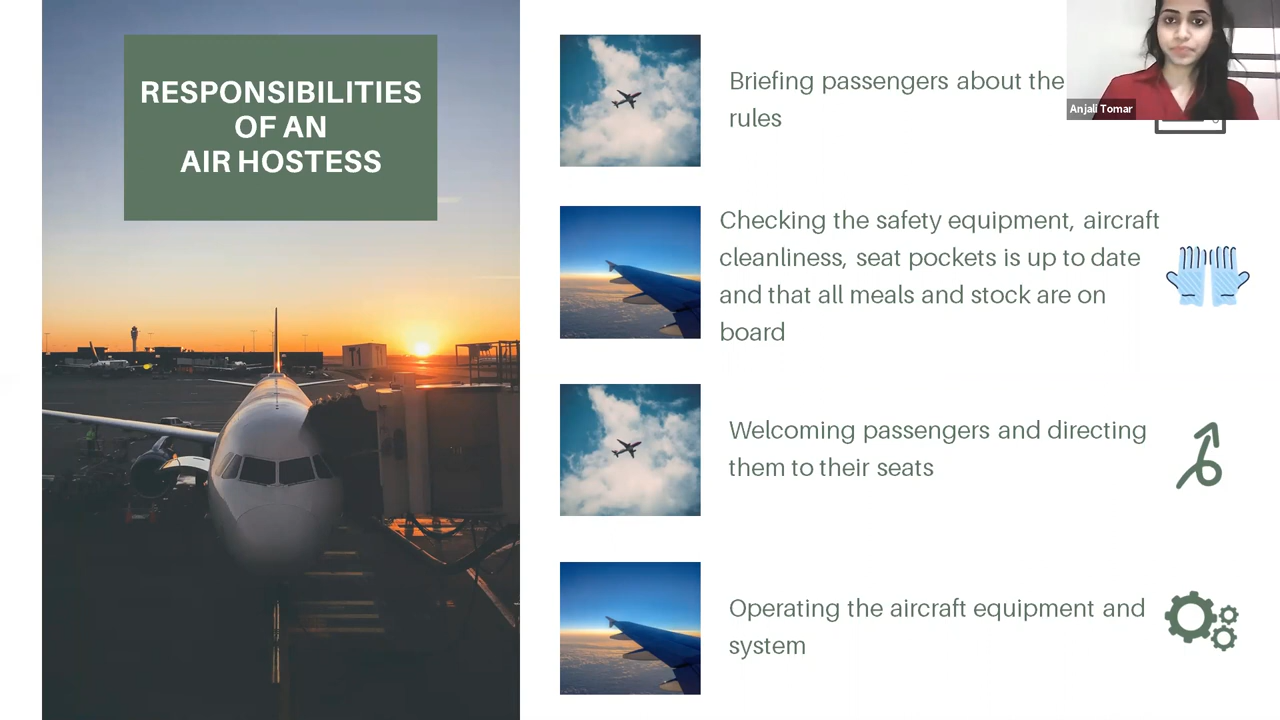 RESPONSIBILITIES
OF AN
AIR HOSTESS
Briefing passengers about the
rules
Anjali Tomar
Checking the safety equipment, aircraft
cleanliness, seat pockets is up to date
and that all meals and stock are on
board
Welcoming passengers and directing
them to their seats
Operating the aircraft equipment and
system